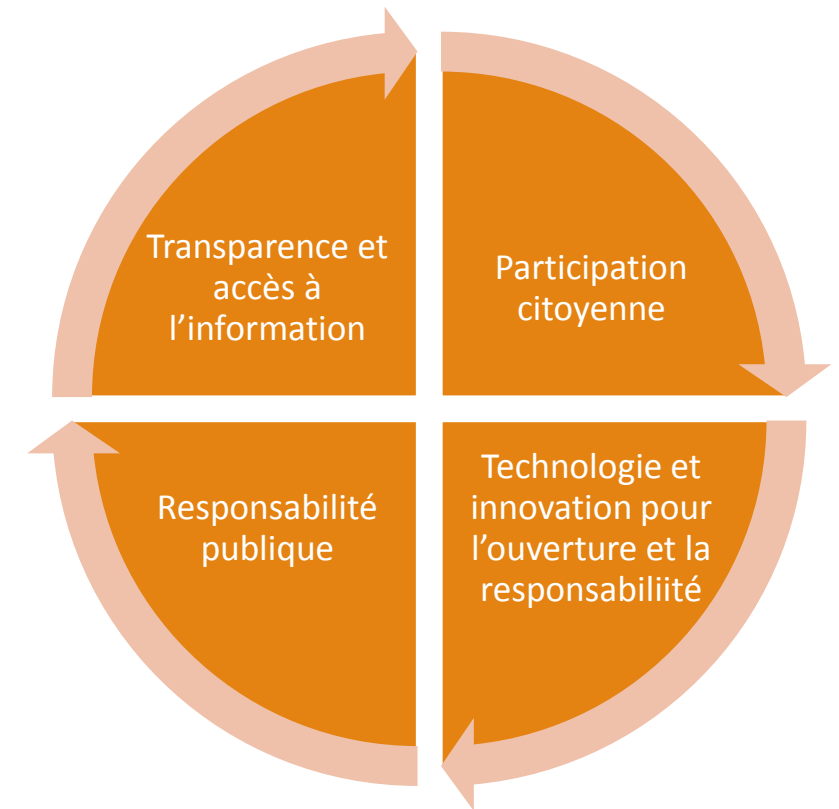 Transparence et
accès à
l’information
Participation
citoyenne
Responsabilité
publique
Technologie et
innovation pour
l’ouverture et la
responsabiliité